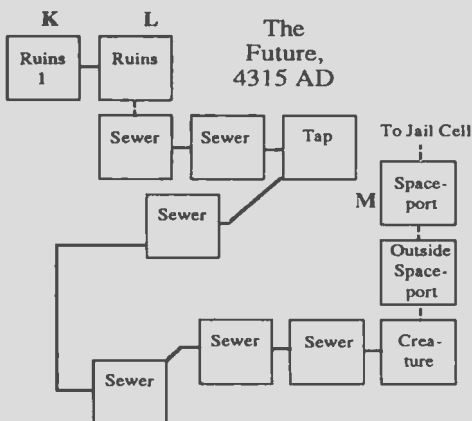 K L
The
Future,
4315 AD
Ruins
1
Ruins
Sewer
Sewer
Tap
To Jail Cell
Sewer
M
Space-
port
Outside
Space-
port
Sewer
Sewer
Sewer
Crea-
ture